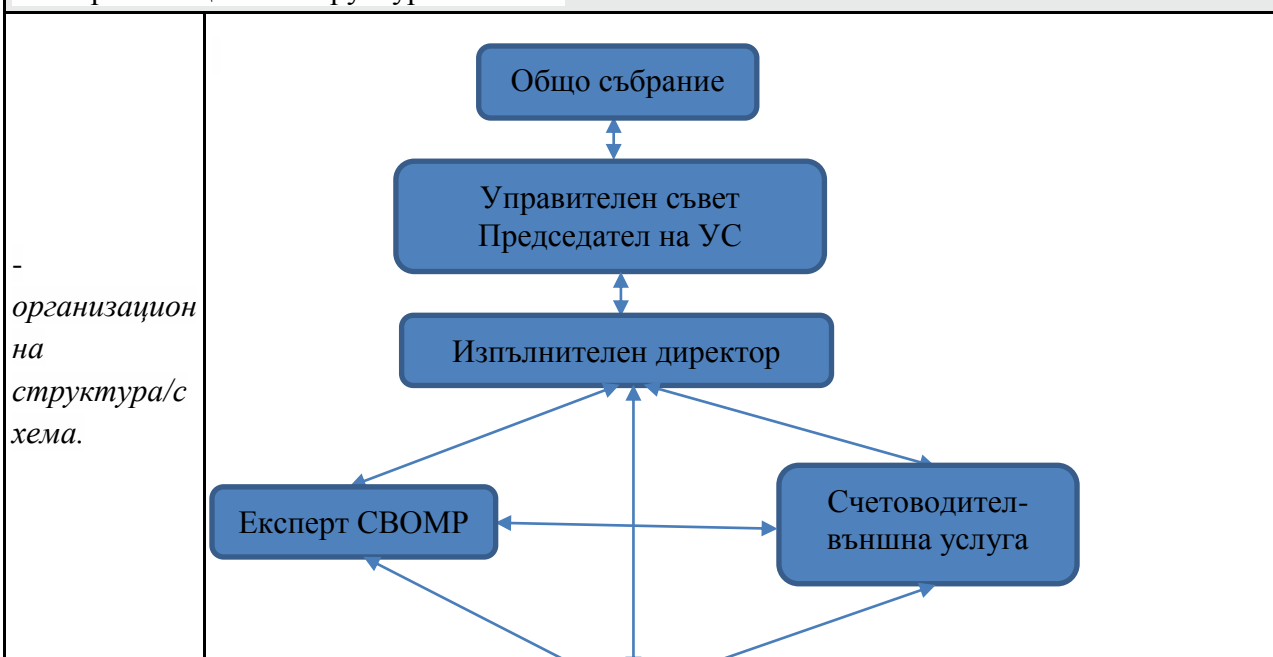 Общо събрание
Управителен съвет
Председател на УС
-
организацион
на
структура/с
хема.
Изпълнителен директор
Експерт СВОМР
Счетоводител-
външна услуга